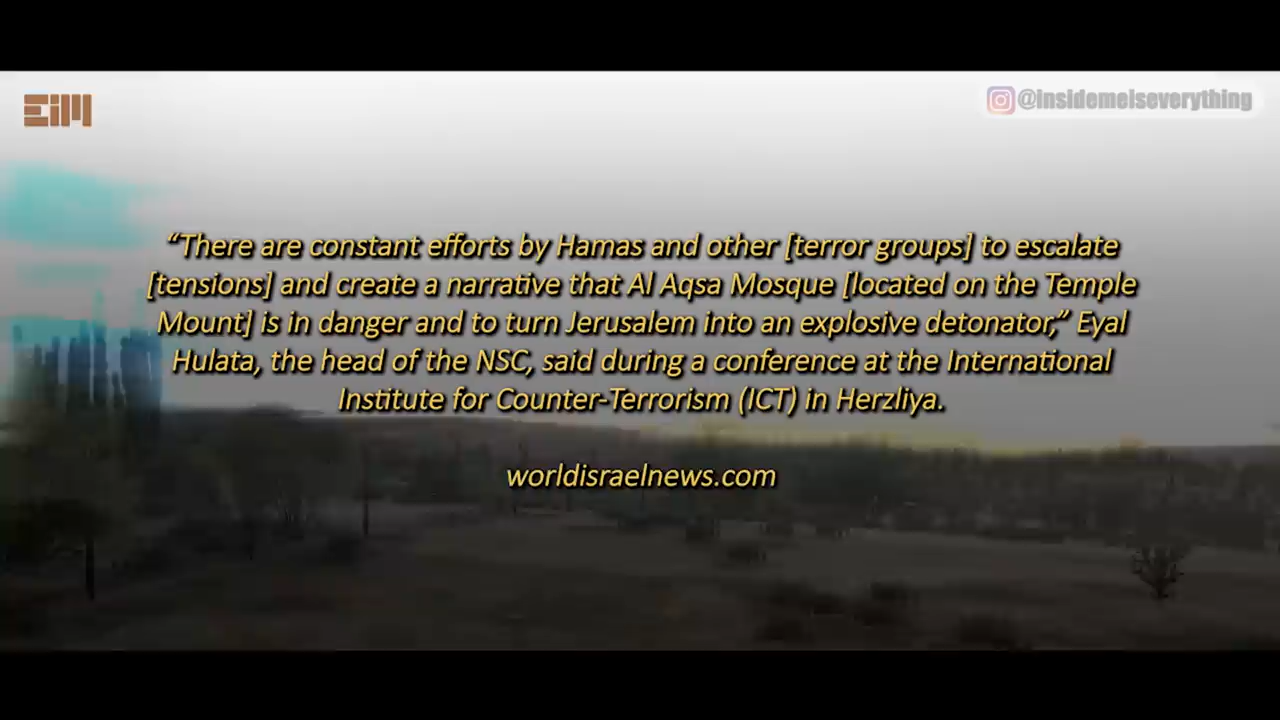 EiM
@insidemeiseverything
“There are constant efforts by Hamas and other [terror groups] to escalate
[tensions] and create a narrative that Al Aqsa Mosque [located on the Temple
Mount] is in danger and to turn Jerusalem into an explosive detonator,” Eyal
Hulata, the head of the NSC, said during a conference at the International
Institute for Counter-Terrorism (ICT) in Herzliya.
worldisraelnews.com